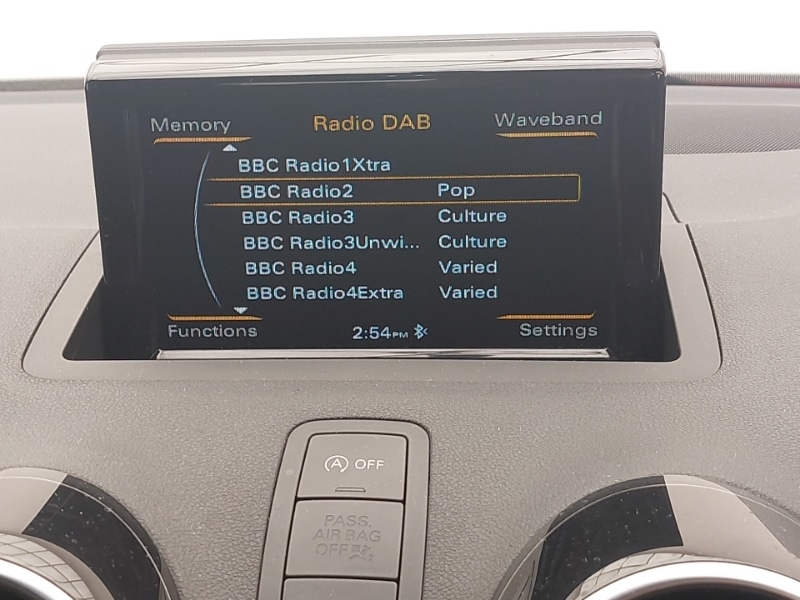 Memory Radio DAB Waveband
BBC Radio1Xtra
BBC Radio2 Pop
BBC Radio3 Culture
BBC Radio3Unwi... Culture
BBC Radio4 Varied
BBC Radio4Extra Varied
Functions 2:54PM Settings
A OFF
PASS.
AIR BAG
OFF